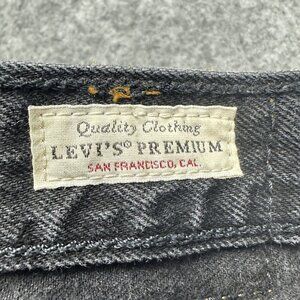 Quality Clothing
LEVI'S® PREMIUM
SAN FRANCISCO, CAL.